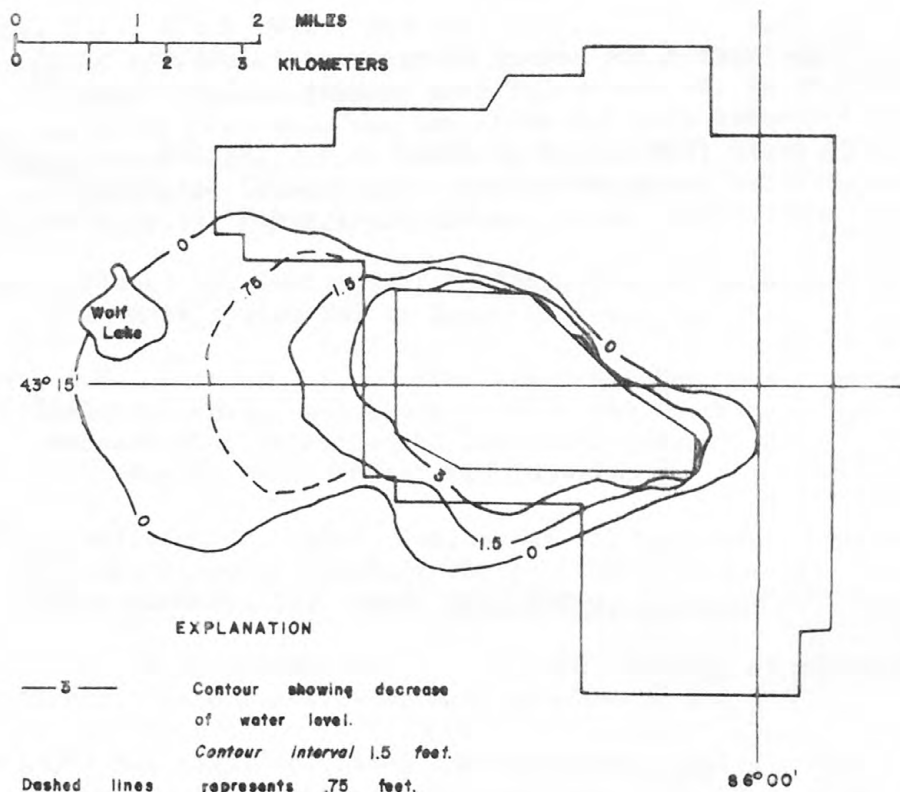 0 1 2 MILES
0 1 2 3 KILOMETERS
0
.75
1.5
0
Wolf
Lake
43° 15'
3
0
1.5
0
EXPLANATION
3 Contour showing decrease
of water level.
Contour interval 1.5 feet.
Dashed lines represents .75 feet.
86°00'